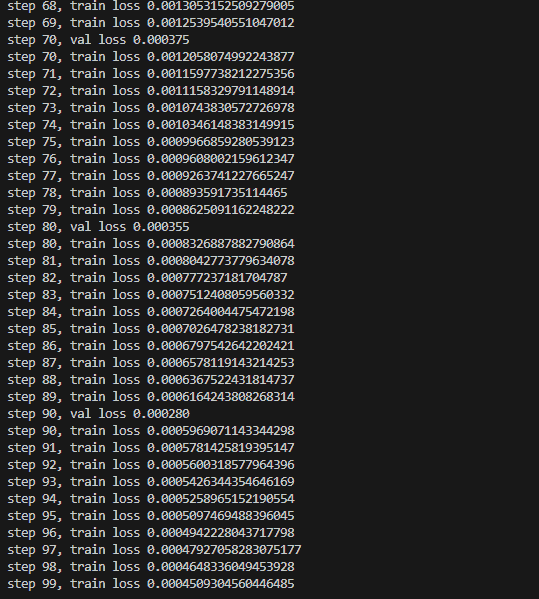 step 68, train loss 0.0013053152509279005
step 69, train loss 0.0012539540551047012
step 70, val loss 0.000375
step 70, train loss 0.0012058074992243877
step 71, train loss 0.0011597738212275356
step 72, train loss 0.0011158329791148914
step 73, train loss 0.0010743830572726978
step 74, train loss 0.0010346148383149915
step 75, train loss 0.0009966859280539123
step 76, train loss 0.0009608002159612347
step 77, train loss 0.0009263741227665247
step 78, train loss 0.000893591735114465
step 79, train loss 0.0008625091162248222
step 80, val loss 0.000355
step 80, train loss 0.0008326887882790864
step 81, train loss 0.0008042773779634078
step 82, train loss 0.000777237181704787
step 83, train loss 0.0007512408059560332
step 84, train loss 0.0007264004475472198
step 85, train loss 0.0007026478238182731
step 86, train loss 0.0006797542642202421
step 87, train loss 0.0006578119143214253
step 88, train loss 0.0006367522431814737
step 89, train loss 0.0006164243808268314
step 90, val loss 0.000280
step 90, train loss 0.0005969071143344298
step 91, train loss 0.0005781425819395147
step 92, train loss 0.0005600318577964396
step 93, train loss 0.0005426344354646169
step 94, train loss 0.0005258965152190554
step 95, train loss 0.0005097469488396045
step 96, train loss 0.0004942228043717798
step 97, train loss 0.00047927058283075177
step 98, train loss 0.0004648336049453928
step 99, train loss 0.0004509304560446485